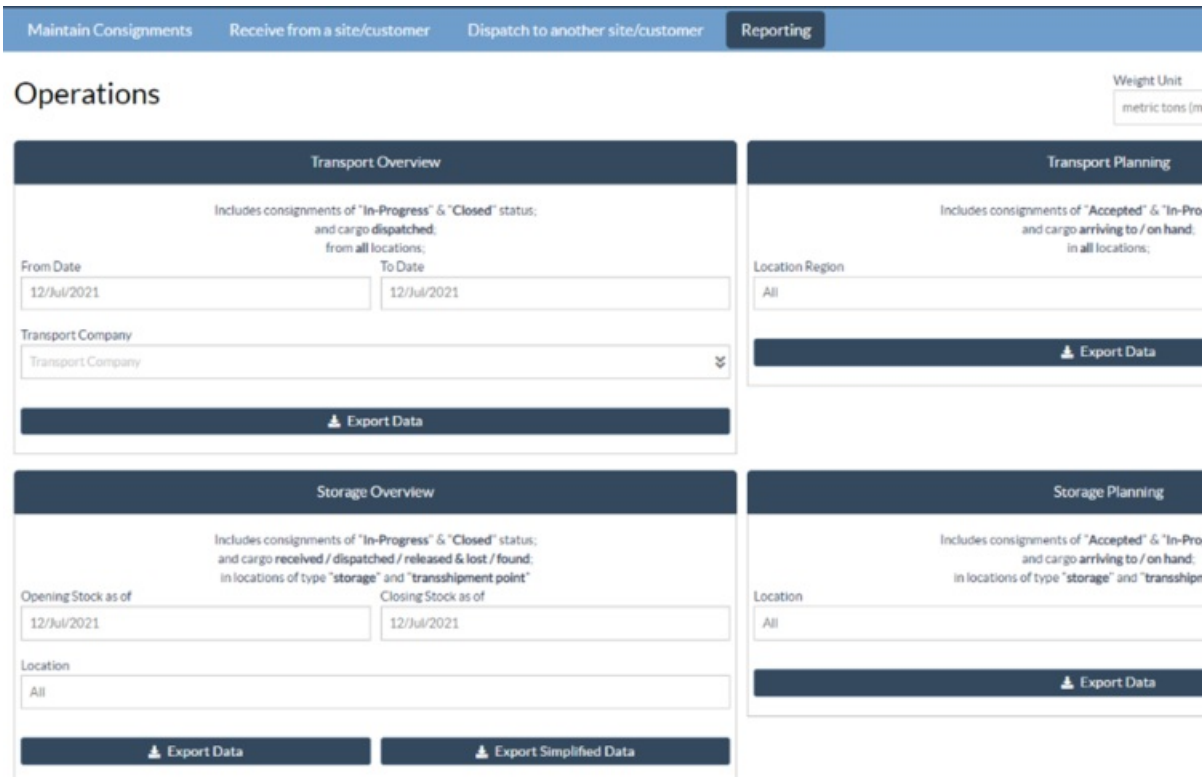 Maintain Consignments Receive from a site/customer Dispatch to another site/customer Reporting
Operations
Weight Unit
metric tons (m
Transport Overview
Includes consignments of "In-Progress" & "Closed" status;
and cargo dispatched;
from all locations;
From Date To Date
12/Jul/2021 12/Jul/2021
Transport Company
Transport Company
Export Data
Transport Planning
Includes consignments of "Accepted" & "In-Pro
and cargo arriving to / on hand;
in all locations;
Location Region
All
Export Data
Storage Overview
Includes consignments of "In-Progress" & "Closed" status;
and cargo received / dispatched / released & lost / found;
in locations of type "storage" and "transshipment point"
Opening Stock as of Closing Stock as of
12/Jul/2021 12/Jul/2021
Location
All
Export Data Export Simplified Data
Storage Planning
Includes consignments of "Accepted" & "In-Pro
and cargo arriving to / on hand;
in locations of type "storage" and "transshipm
Location
All
Export Data